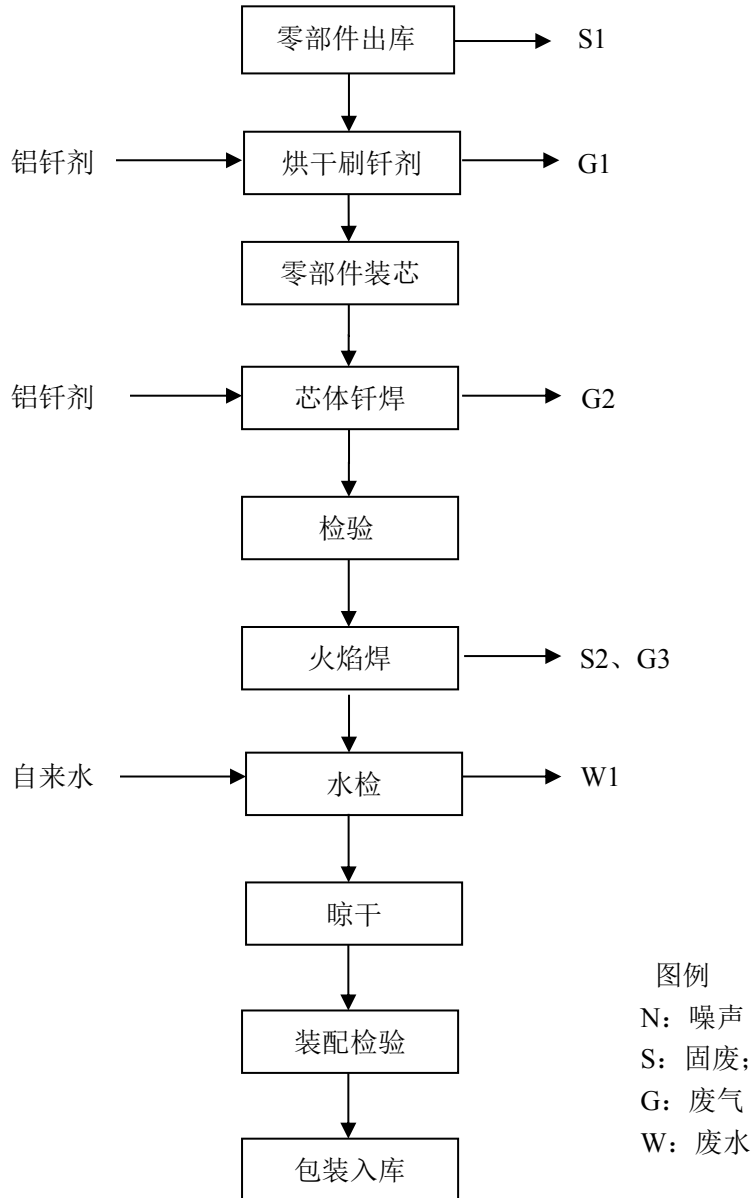 零部件出库
S1
铝钎剂
烘干刷钎剂
G1
零部件装芯
铝钎剂
芯体钎焊
G2
检验
火焰焊
S2、G3
自来水
水检
W1
晾干
装配检验
包装入库
图例
N：噪声
S：固废；
G：废气
W：废水